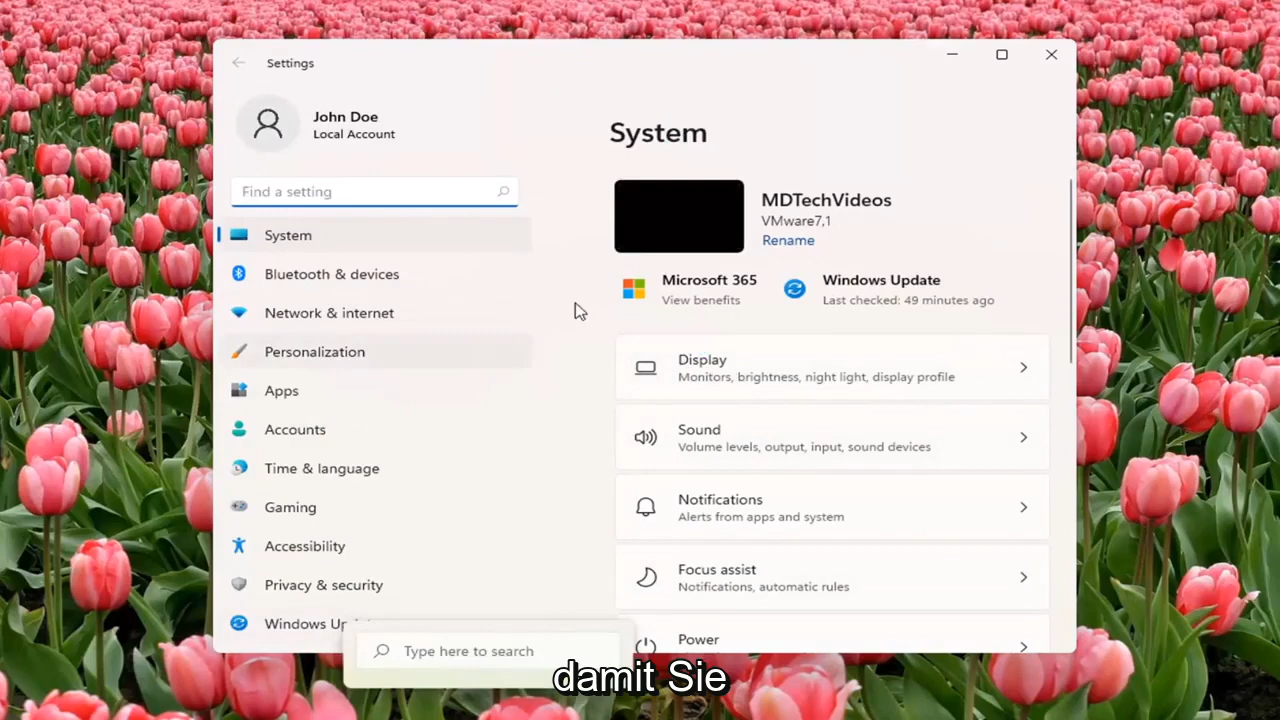 Settings
John Doe
Local Account
Find a setting
System
Bluetooth & devices
Network & internet
Personalization
Apps
Accounts
Time & language
Gaming
Accessibility
Privacy & security
Windows
System
MDTechVideos
VMware7,1
Rename
Microsoft 365
View benefits
Windows Update
Last checked: 49 minutes ago
Display
Monitors, brightness, night light, display profile
Sound
Volume levels, output, input, sound devices
Notifications
Alerts from apps and system
Focus assist
Notifications, automatic rules
Power
Type here to search
damit Sie